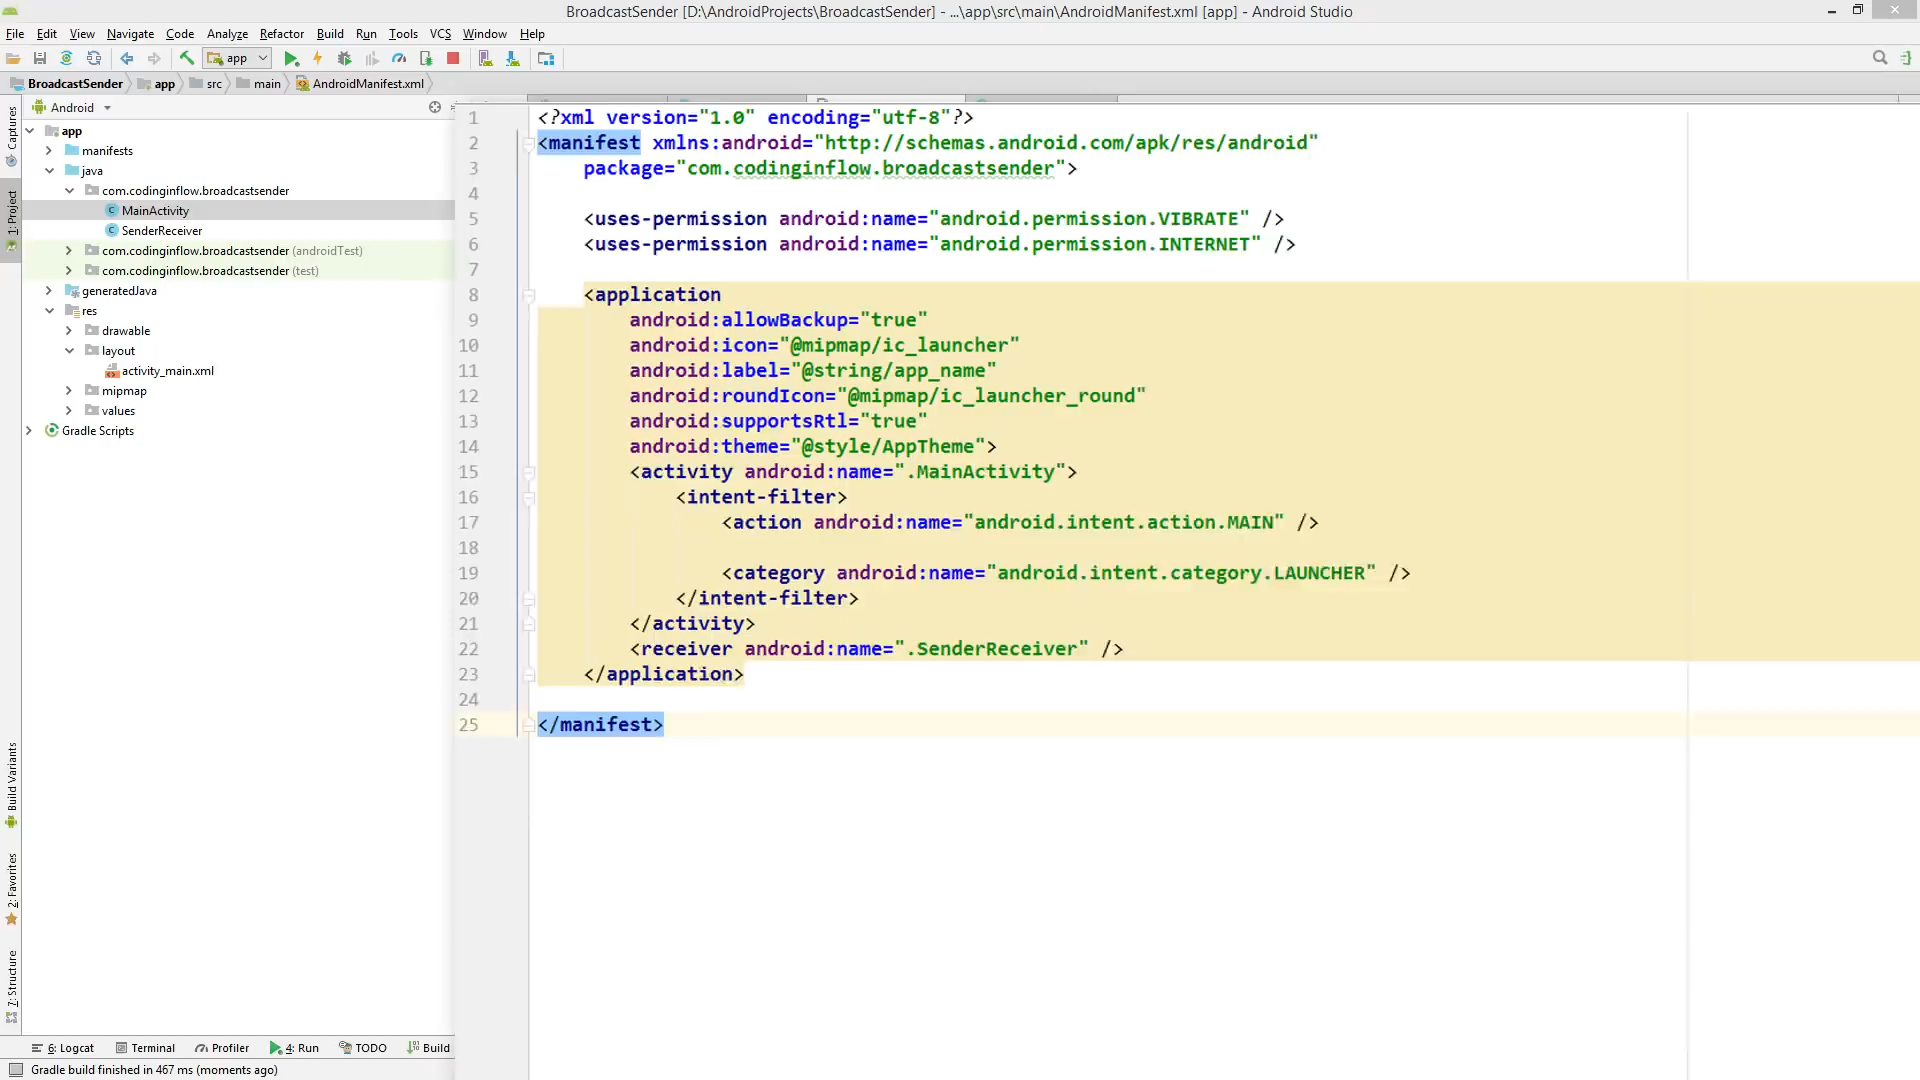 BroadcastSender [D:\AndroidProjects\BroadcastSender] - ...\app\src\main\AndroidManifest.xml [app] - Android Studio
File Edit View Navigate Code Analyze Refactor Build Run Tools VCS Window Help
app
BroadcastSender app src main AndroidManifest.xml
Captures
1: Project
Build Variants
2: Favorites
7: Structure
Android
app
manifests
java
com.codinginflow.broadcastsender
MainActivity
SenderReceiver
com.codinginflow.broadcastsender (androidTest)
com.codinginflow.broadcastsender (test)
generatedJava
res
drawable
layout
activity_main.xml
mipmap
values
Gradle Scripts
1 <?xml version="1.0" encoding="utf-8"?>
2 <manifest xmlns:android="http://schemas.android.com/apk/res/android"
3 package="com.codinginflow.broadcastsender">
4
5 <uses-permission android:name="android.permission.VIBRATE" />
6 <uses-permission android:name="android.permission.INTERNET" />
7
8 <application
9 android:allowBackup="true"
10 android:icon="@mipmap/ic_launcher"
11 android:label="@string/app_name"
12 android:roundIcon="@mipmap/ic_launcher_round"
13 android:supportsRtl="true"
14 android:theme="@style/AppTheme">
15 <activity android:name=".MainActivity">
16 <intent-filter>
17 <action android:name="android.intent.action.MAIN" />
18
19 <category android:name="android.intent.category.LAUNCHER" />
20 </intent-filter>
21 </activity>
22 <receiver android:name=".SenderReceiver" />
23 </application>
24
25 </manifest>
6: Logcat Terminal Profiler 4: Run TODO Build
Gradle build finished in 467 ms (moments ago)